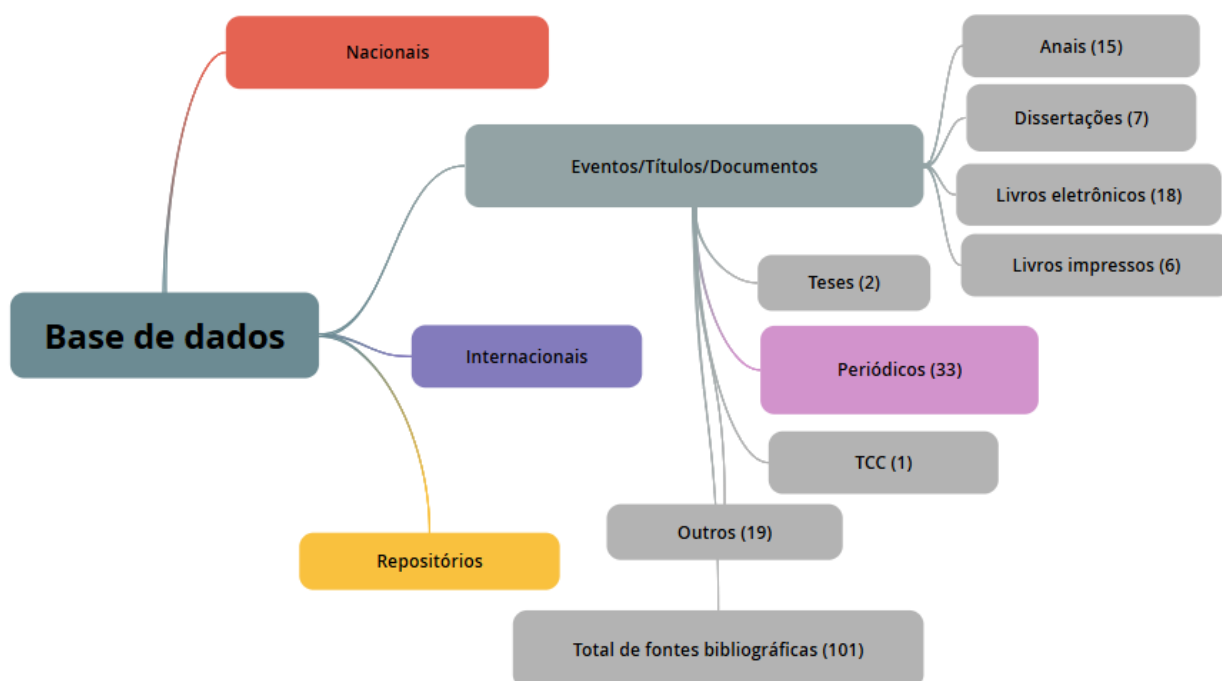 Nacionais
Anais (15)
Dissertações (7)
Eventos/Títulos/Documentos
Livros eletrônicos (18)
Livros impressos (6)
Teses (2)
Base de dados
Internacionais
Periódicos (33)
TCC (1)
Outros (19)
Repositórios
Total de fontes bibliográficas (101)